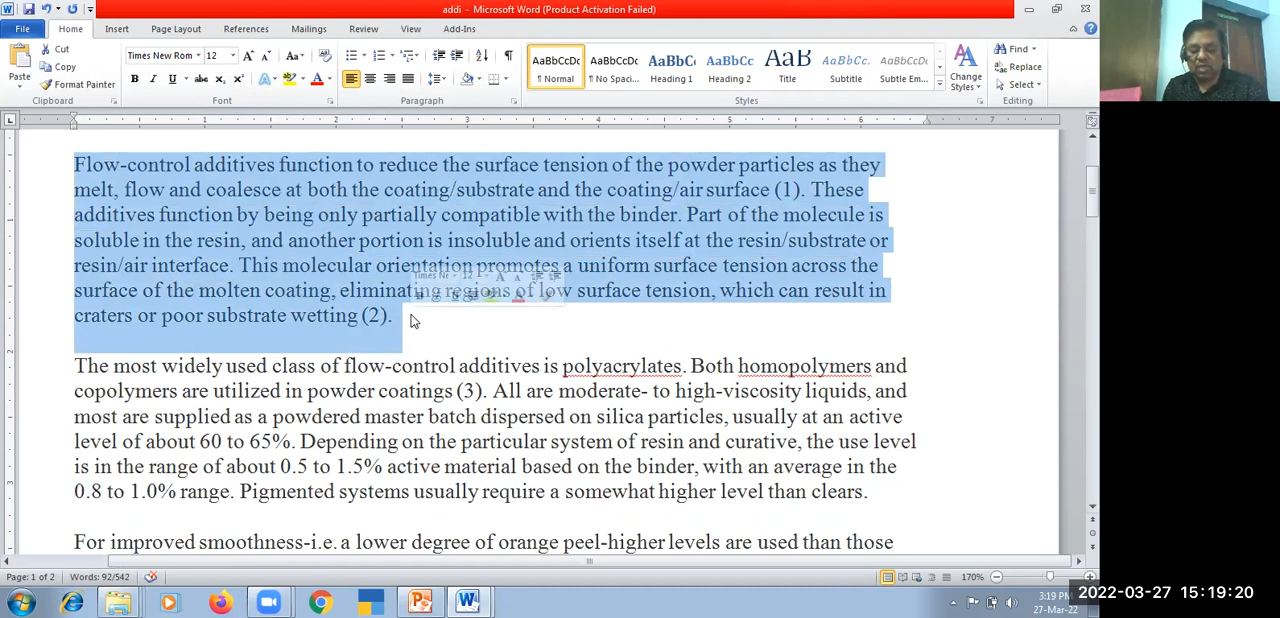 addi - Microsoft Word (Product Activation Failed)
File Home Insert Page Layout References Mailings Review View Add-Ins
Paste Cut Copy Format Painter Clipboard
Times New Rom 12 Font
Paragraph
AaBbCcDc AaBbCcDc AaBbCc AaBbCc AaB AaBbCc. AaBbCcDc
¶ Normal ¶ No Spaci... Heading 1 Heading 2 Title Subtitle Subtle Em...
Change Styles Styles
Find Replace Select Editing
1 2 3 4 5 6 7
Flow-control additives function to reduce the surface tension of the powder particles as they
melt, flow and coalesce at both the coating/substrate and the coating/air surface (1). These
additives function by being only partially compatible with the binder. Part of the molecule is
soluble in the resin, and another portion is insoluble and orients itself at the resin/substrate or
resin/air interface. This molecular orientation promotes a uniform surface tension across the
surface of the molten coating, eliminating regions of low surface tension, which can result in
craters or poor substrate wetting (2).
The most widely used class of flow-control additives is polyacrylates. Both homopolymers and
copolymers are utilized in powder coatings (3). All are moderate- to high-viscosity liquids, and
most are supplied as a powdered master batch dispersed on silica particles, usually at an active
level of about 60 to 65%. Depending on the particular system of resin and curative, the use level
is in the range of about 0.5 to 1.5% active material based on the binder, with an average in the
0.8 to 1.0% range. Pigmented systems usually require a somewhat higher level than clears.
For improved smoothness-i.e. a lower degree of orange peel-higher levels are used than those
Page: 1 of 2 Words: 92/542 170%
3:19 PM
27-Mar-22
2022-03-27 15:19:20